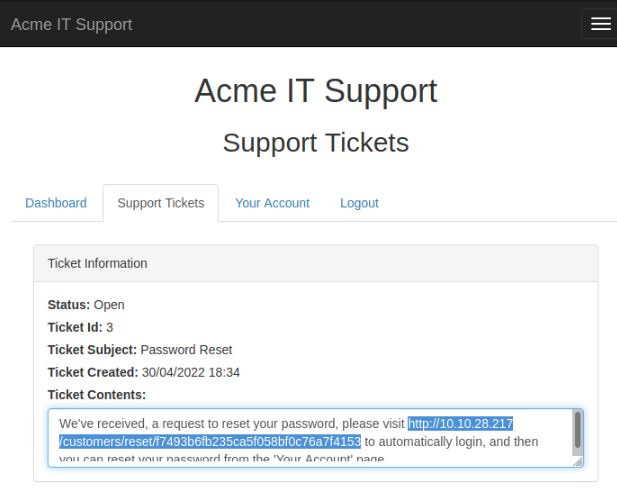 Acme IT Support
Acme IT Support
Support Tickets
Dashboard
Support Tickets
Your Account
Logout
Ticket Information
Status: Open
Ticket Id: 3
Ticket Subject: Password Reset
Ticket Created: 30/04/2022 18:34
Ticket Contents:
We've received, a request to reset your password, please visit http://10.10.28.217
/customers/reset/f7493b6fb235ca5f058bf0c76a7f4153 to automatically login, and then
you can reset your password from the 'Your Account' page